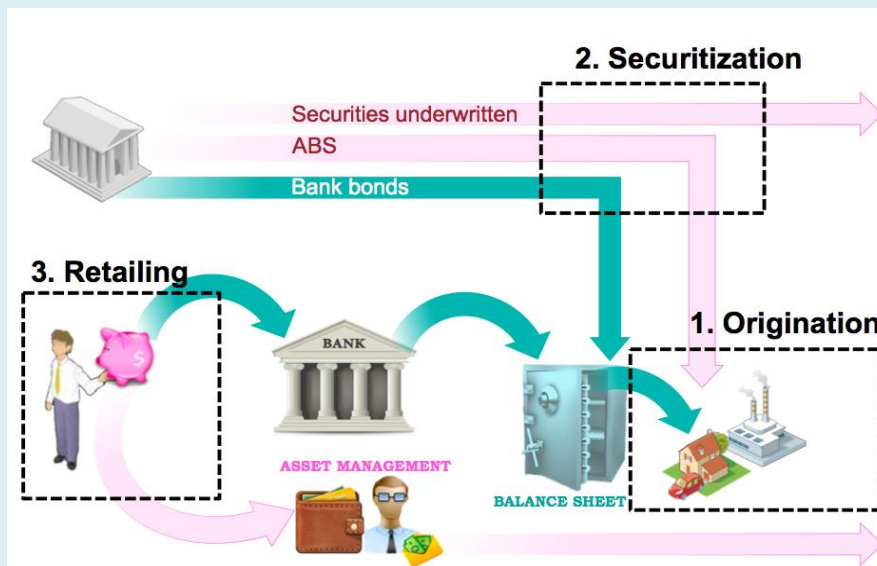 2. Securitization
Securities underwritten
ABS
Bank bonds
3. Retailing
$
BANK
1. Origination
ASSET MANAGEMENT
BALANCE SHEET